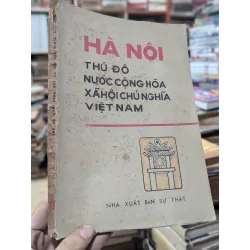 HÀ NỘI
THỦ ĐÔ
NƯỚC CỘNG HÒA
XÃ HỘI CHỦ NGHĨA
VIỆT NAM
NHÀ XUẤT BẢN SỰ THẬT